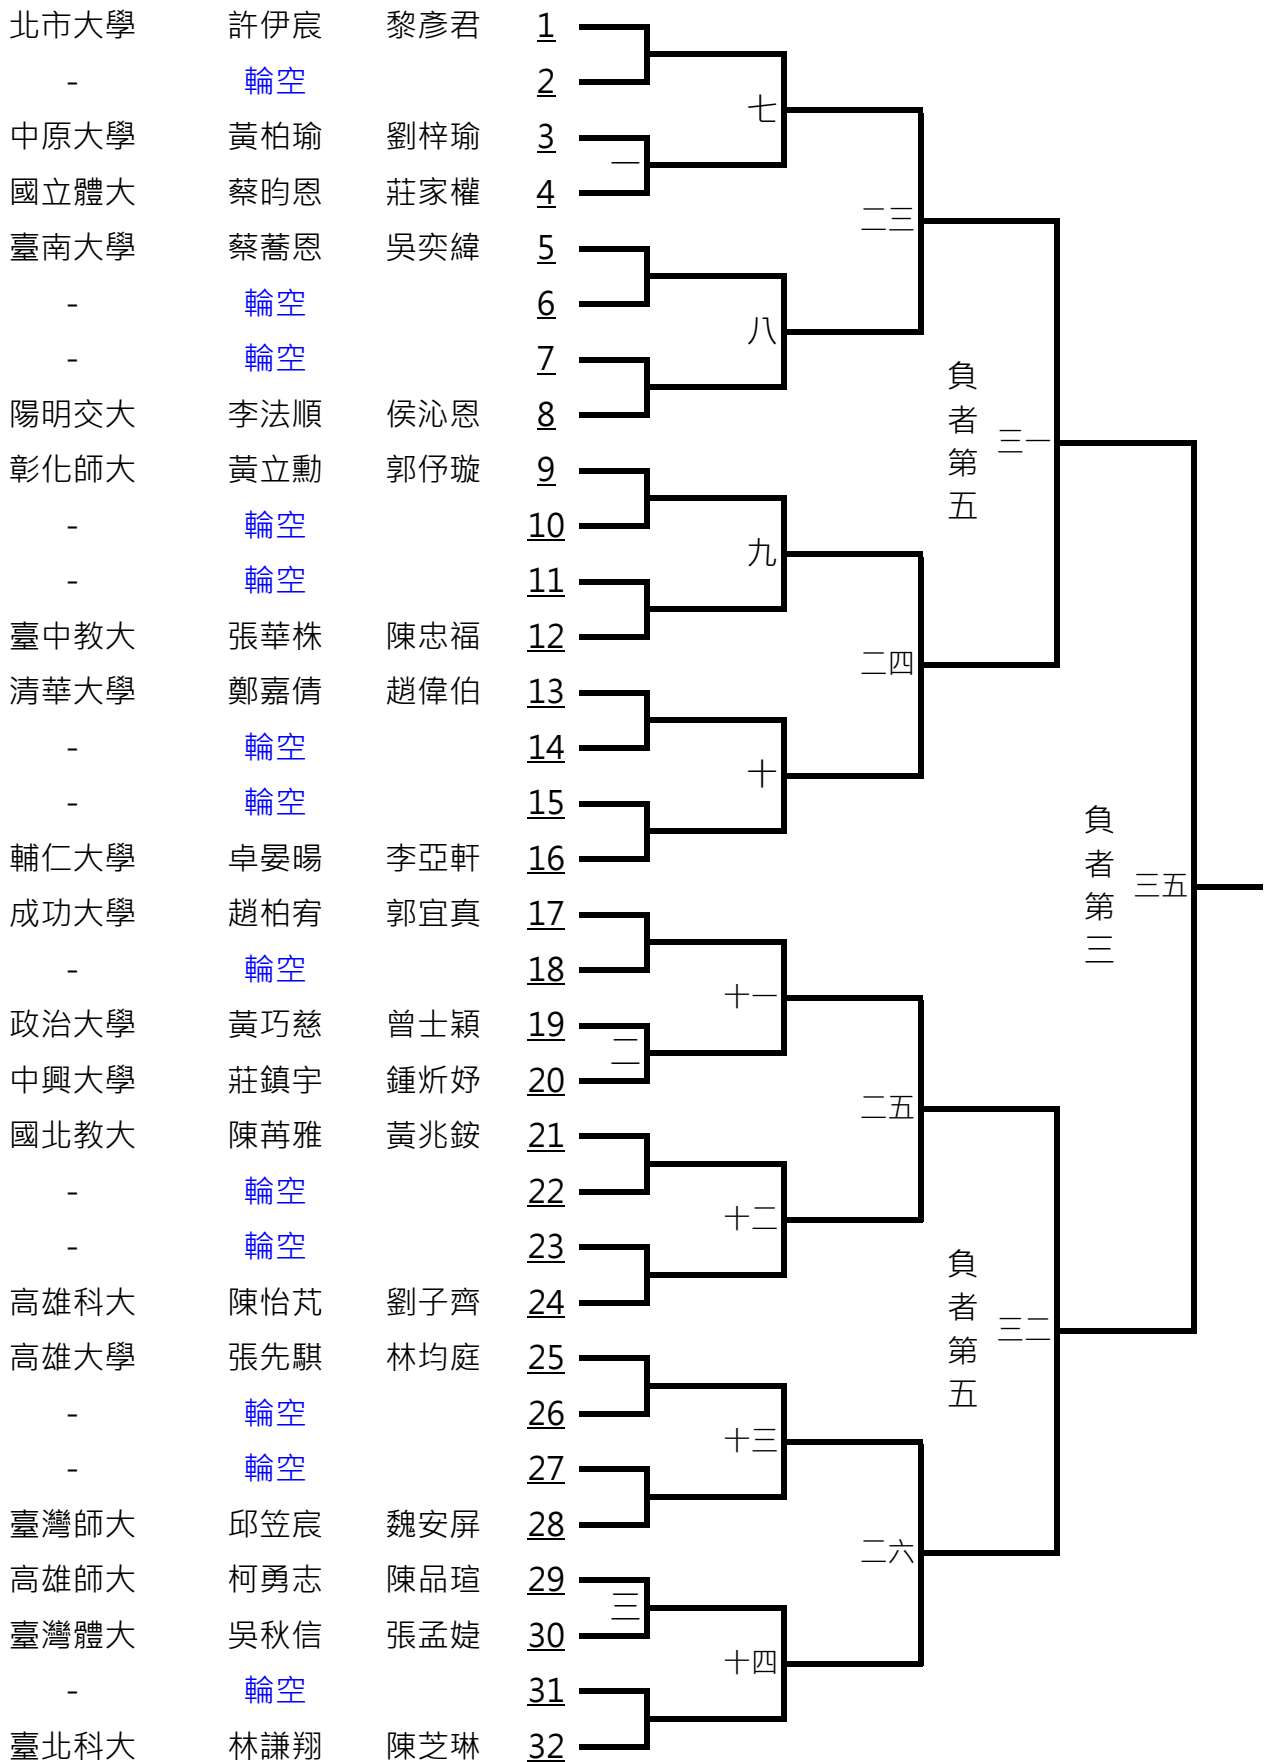 北市大學 許伊宸 黎彥君 1
- 輪空 2
七
中原大學 黃柏瑜 劉梓瑜 3
一
國立體大 蔡昀恩 莊家權 4
二三
臺南大學 蔡蕎恩 吳奕緯 5
- 輪空 6
八
- 輪空 7
陽明交大 李法順 侯沁恩 8
負者第五
三一
彰化師大 黃立勳 郭伃璇 9
- 輪空 10
九
- 輪空 11
臺中教大 張華株 陳忠福 12
二四
清華大學 鄭嘉倩 趙偉伯 13
- 輪空 14
十
- 輪空 15
輔仁大學 卓晏暘 李亞軒 16
負者第三
三五
成功大學 趙柏宥 郭宜真 17
- 輪空 18
十一
政治大學 黃巧慈 曾士穎 19
二
中興大學 莊鎮宇 鍾炘妤 20
二五
國北教大 陳苒雅 黃兆銨 21
- 輪空 22
十二
- 輪空 23
高雄科大 陳怡芃 劉子齊 24
負者第五
三二
高雄大學 張先騏 林均庭 25
- 輪空 26
十三
- 輪空 27
臺灣師大 邱笠宸 魏安屏 28
二六
高雄師大 柯勇志 陳品瑄 29
三
臺灣體大 吳秋信 張孟婕 30
十四
- 輪空 31
臺北科大 林謙翔 陳芝琳 32